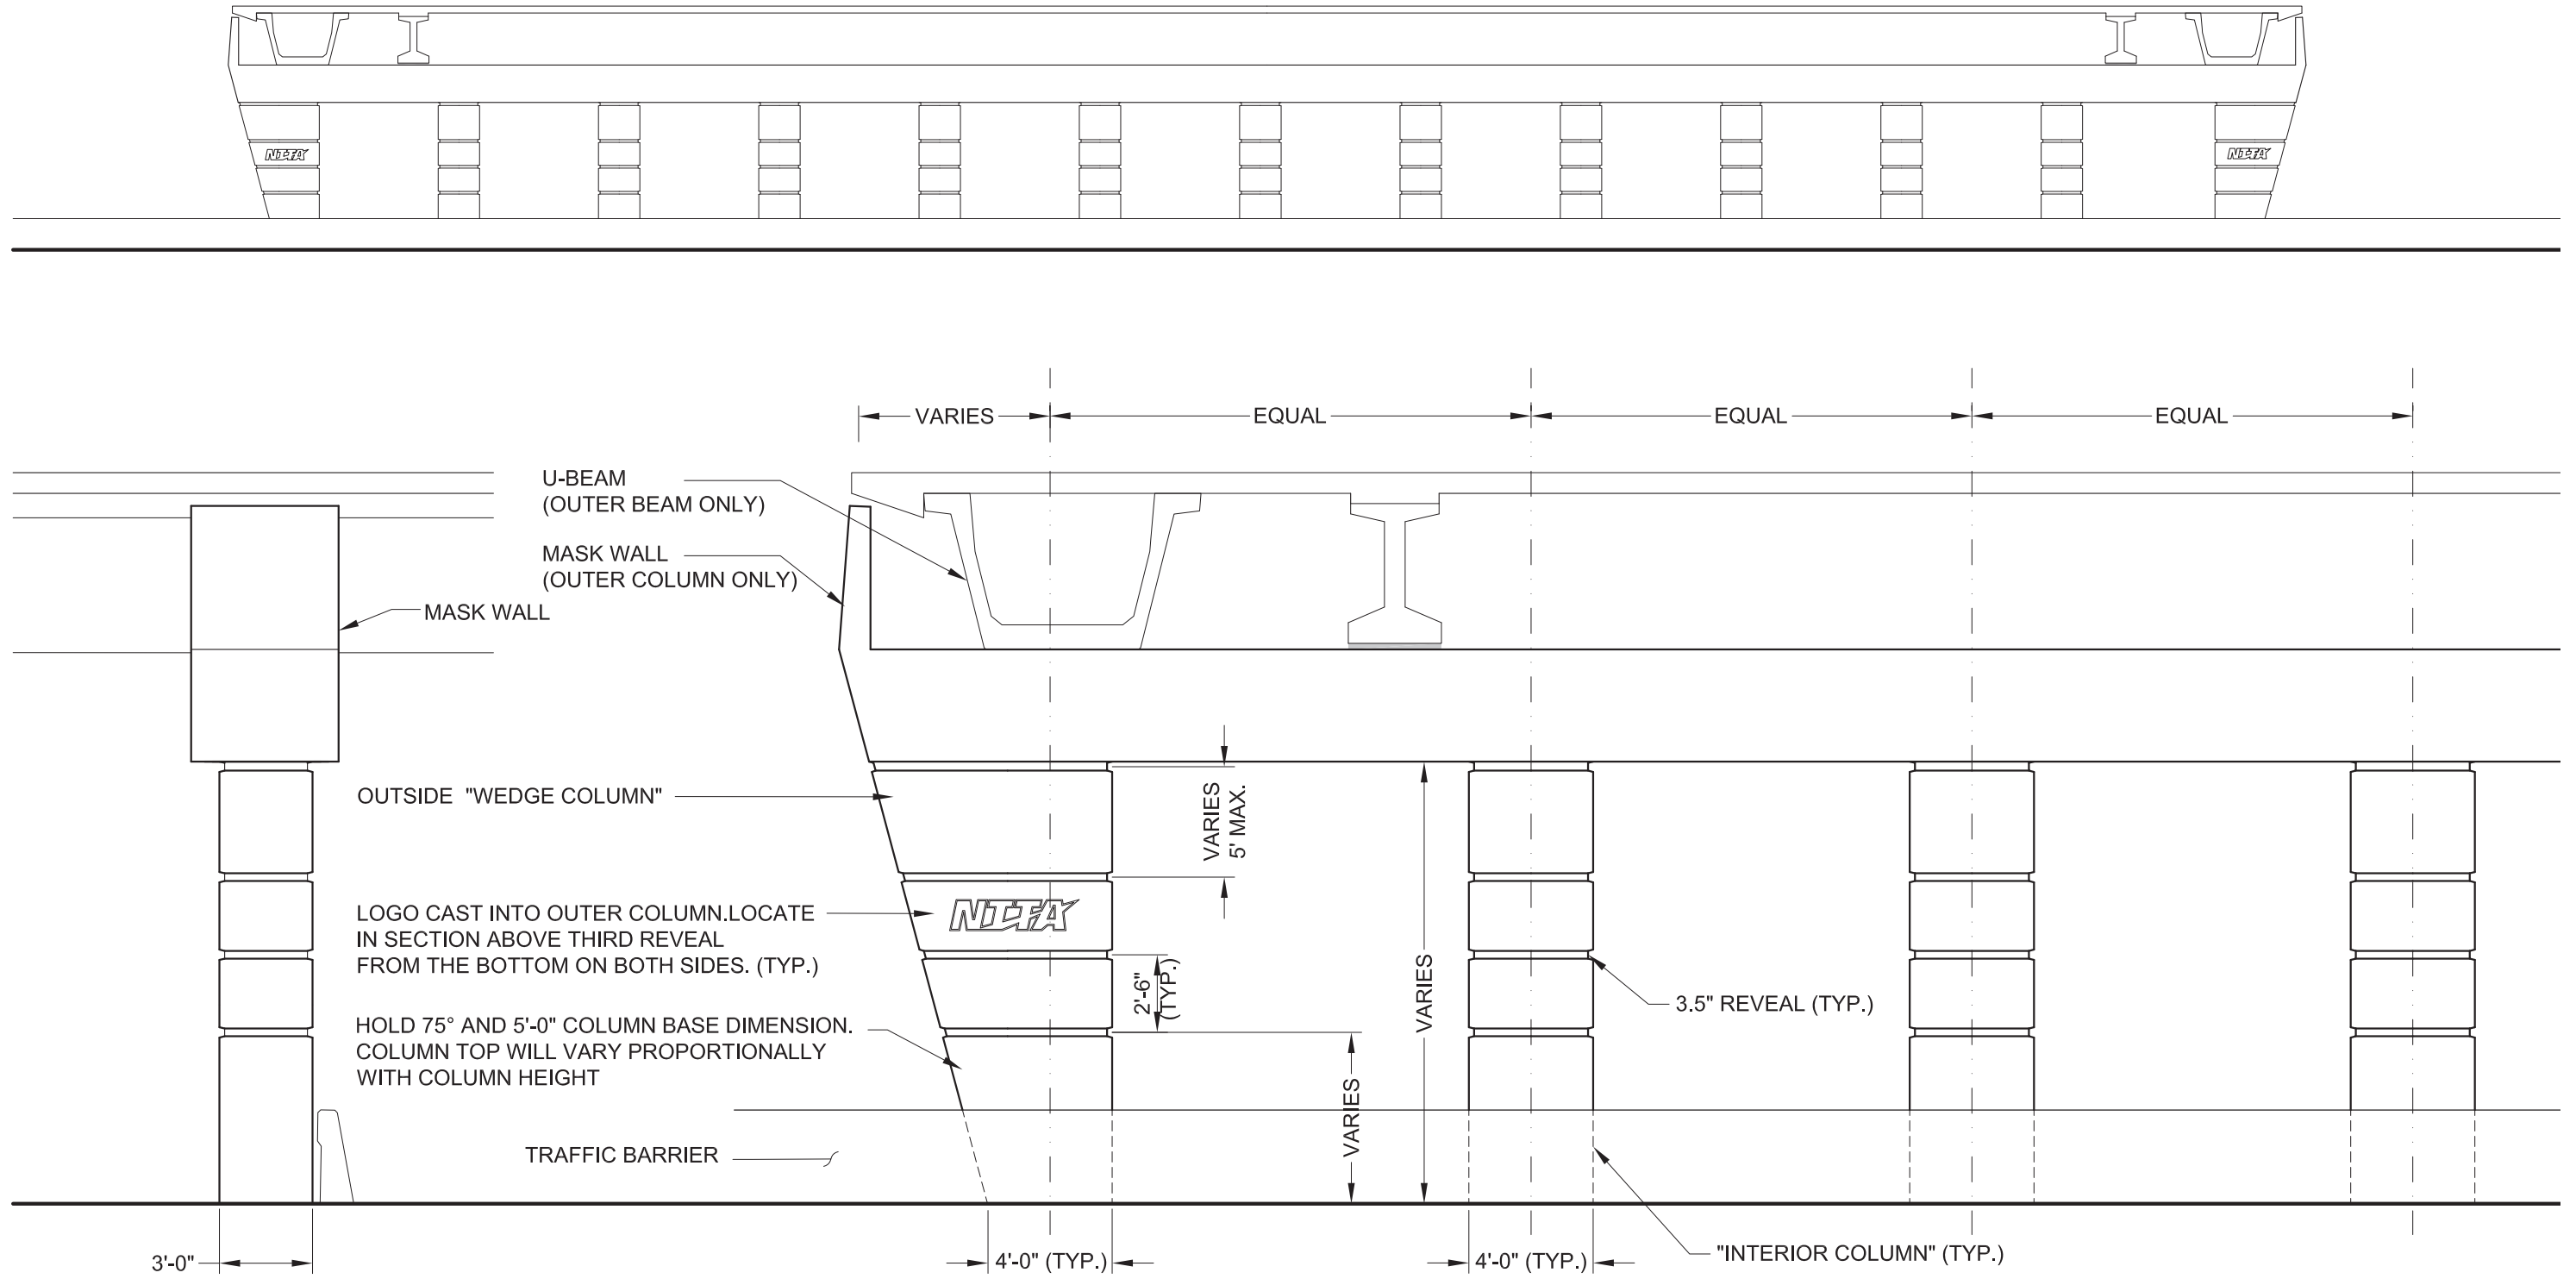 NTTA
NTTA
VARIES
EQUAL
EQUAL
EQUAL
U-BEAM
(OUTER BEAM ONLY)
MASK WALL
(OUTER COLUMN ONLY)
MASK WALL
OUTSIDE "WEDGE COLUMN"
VARIES
5' MAX.
LOGO CAST INTO OUTER COLUMN.LOCATE
IN SECTION ABOVE THIRD REVEAL
FROM THE BOTTOM ON BOTH SIDES. (TYP.)
NTTA
2'-6"
(TYP.)
VARIES
3.5" REVEAL (TYP.)
HOLD 75° AND 5'-0" COLUMN BASE DIMENSION.
COLUMN TOP WILL VARY PROPORTIONALLY
WITH COLUMN HEIGHT
VARIES
TRAFFIC BARRIER
3'-0"
4'-0" (TYP.)
4'-0" (TYP.)
"INTERIOR COLUMN" (TYP.)